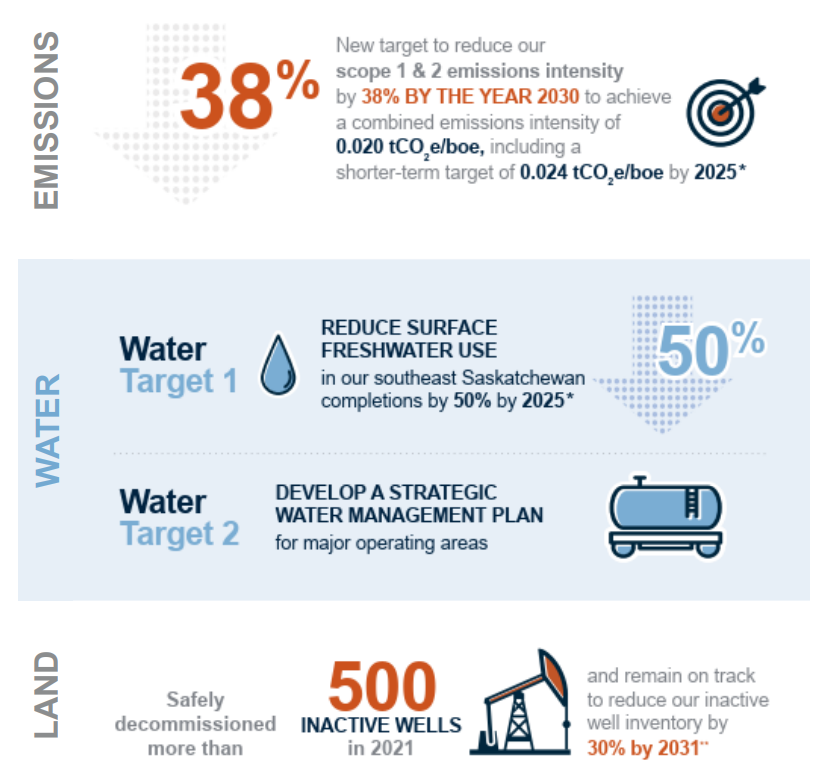 EMISSIONS
38%
New target to reduce our
scope 1 & 2 emissions intensity
by 38% BY THE YEAR 2030 to achieve
a combined emissions intensity of
0.020 tCO₂e/boe, including a
shorter-term target of 0.024 tCO₂e/boe by 2025*
WATER
Water
Target 1
REDUCE SURFACE
FRESHWATER USE
in our southeast Saskatchewan
completions by 50% by 2025*
50%
Water
Target 2
DEVELOP A STRATEGIC
WATER MANAGEMENT PLAN
for major operating areas
LAND
Safely
decommissioned
more than
500
INACTIVE WELLS
in 2021
and remain on track
to reduce our inactive
well inventory by
30% by 2031**